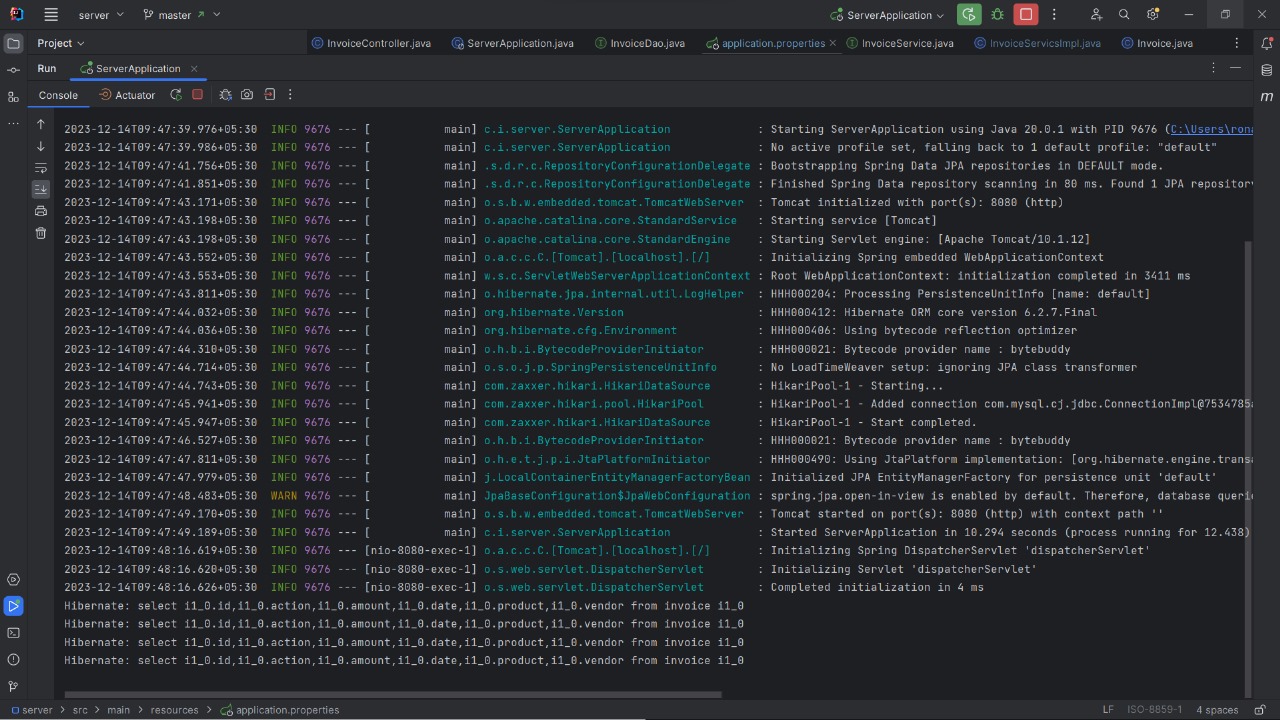 server master ServerApplication
Project InvoiceController.java ServerApplication.java InvoiceDao.java application.properties InvoiceService.java InvoiceServicsImpl.java Invoice.java
Run ServerApplication
Console Actuator
2023-12-14T09:47:39.976+05:30 INFO 9676 --- [ main] c.i.server.ServerApplication : Starting ServerApplication using Java 20.0.1 with PID 9676 (C:\Users\rona
2023-12-14T09:47:39.986+05:30 INFO 9676 --- [ main] c.i.server.ServerApplication : No active profile set, falling back to 1 default profile: "default"
2023-12-14T09:47:41.756+05:30 INFO 9676 --- [ main] .s.d.r.c.RepositoryConfigurationDelegate : Bootstrapping Spring Data JPA repositories in DEFAULT mode.
2023-12-14T09:47:41.851+05:30 INFO 9676 --- [ main] .s.d.r.c.RepositoryConfigurationDelegate : Finished Spring Data repository scanning in 80 ms. Found 1 JPA repository
2023-12-14T09:47:43.171+05:30 INFO 9676 --- [ main] o.s.b.w.embedded.tomcat.TomcatWebServer : Tomcat initialized with port(s): 8080 (http)
2023-12-14T09:47:43.198+05:30 INFO 9676 --- [ main] o.apache.catalina.core.StandardService : Starting service [Tomcat]
2023-12-14T09:47:43.198+05:30 INFO 9676 --- [ main] o.apache.catalina.core.StandardEngine : Starting Servlet engine: [Apache Tomcat/10.1.12]
2023-12-14T09:47:43.552+05:30 INFO 9676 --- [ main] o.a.c.c.C.[Tomcat].[localhost].[/] : Initializing Spring embedded WebApplicationContext
2023-12-14T09:47:43.553+05:30 INFO 9676 --- [ main] w.s.c.ServletWebServerApplicationContext : Root WebApplicationContext: initialization completed in 3411 ms
2023-12-14T09:47:43.811+05:30 INFO 9676 --- [ main] o.hibernate.jpa.internal.util.LogHelper : HHH000204: Processing PersistenceUnitInfo [name: default]
2023-12-14T09:47:44.032+05:30 INFO 9676 --- [ main] org.hibernate.Version : HHH000412: Hibernate ORM core version 6.2.7.Final
2023-12-14T09:47:44.036+05:30 INFO 9676 --- [ main] org.hibernate.cfg.Environment : HHH000406: Using bytecode reflection optimizer
2023-12-14T09:47:44.310+05:30 INFO 9676 --- [ main] o.h.b.i.BytecodeProviderInitiator : HHH000021: Bytecode provider name : bytebuddy
2023-12-14T09:47:44.714+05:30 INFO 9676 --- [ main] o.s.o.j.p.SpringPersistenceUnitInfo : No LoadTimeWeaver setup: ignoring JPA class transformer
2023-12-14T09:47:44.743+05:30 INFO 9676 --- [ main] com.zaxxer.hikari.HikariDataSource : HikariPool-1 - Starting...
2023-12-14T09:47:45.941+05:30 INFO 9676 --- [ main] com.zaxxer.hikari.pool.HikariPool : HikariPool-1 - Added connection com.mysql.cj.jdbc.ConnectionImpl@7534785a
2023-12-14T09:47:45.947+05:30 INFO 9676 --- [ main] com.zaxxer.hikari.HikariDataSource : HikariPool-1 - Start completed.
2023-12-14T09:47:46.527+05:30 INFO 9676 --- [ main] o.h.b.i.BytecodeProviderInitiator : HHH000021: Bytecode provider name : bytebuddy
2023-12-14T09:47:47.811+05:30 INFO 9676 --- [ main] o.h.e.t.j.p.i.JtaPlatformInitiator : HHH000490: Using JtaPlatform implementation: [org.hibernate.engine.transa
2023-12-14T09:47:47.979+05:30 INFO 9676 --- [ main] j.LocalContainerEntityManagerFactoryBean : Initialized JPA EntityManagerFactory for persistence unit 'default'
2023-12-14T09:47:48.483+05:30 WARN 9676 --- [ main] JpaBaseConfiguration$JpaWebConfiguration : spring.jpa.open-in-view is enabled by default. Therefore, database queri
2023-12-14T09:47:49.170+05:30 INFO 9676 --- [ main] o.s.b.w.embedded.tomcat.TomcatWebServer : Tomcat started on port(s): 8080 (http) with context path ''
2023-12-14T09:47:49.189+05:30 INFO 9676 --- [ main] c.i.server.ServerApplication : Started ServerApplication in 10.294 seconds (process running for 12.438)
2023-12-14T09:48:16.619+05:30 INFO 9676 --- [nio-8080-exec-1] o.a.c.c.C.[Tomcat].[localhost].[/] : Initializing Spring DispatcherServlet 'dispatcherServlet'
2023-12-14T09:48:16.620+05:30 INFO 9676 --- [nio-8080-exec-1] o.s.web.servlet.DispatcherServlet : Initializing Servlet 'dispatcherServlet'
2023-12-14T09:48:16.626+05:30 INFO 9676 --- [nio-8080-exec-1] o.s.web.servlet.DispatcherServlet : Completed initialization in 4 ms
Hibernate: select i1_0.id,i1_0.action,i1_0.amount,i1_0.date,i1_0.product,i1_0.vendor from invoice i1_0
Hibernate: select i1_0.id,i1_0.action,i1_0.amount,i1_0.date,i1_0.product,i1_0.vendor from invoice i1_0
Hibernate: select i1_0.id,i1_0.action,i1_0.amount,i1_0.date,i1_0.product,i1_0.vendor from invoice i1_0
Hibernate: select i1_0.id,i1_0.action,i1_0.amount,i1_0.date,i1_0.product,i1_0.vendor from invoice i1_0
server > src > main > resources > application.properties LF ISO-8859-1 4 spaces